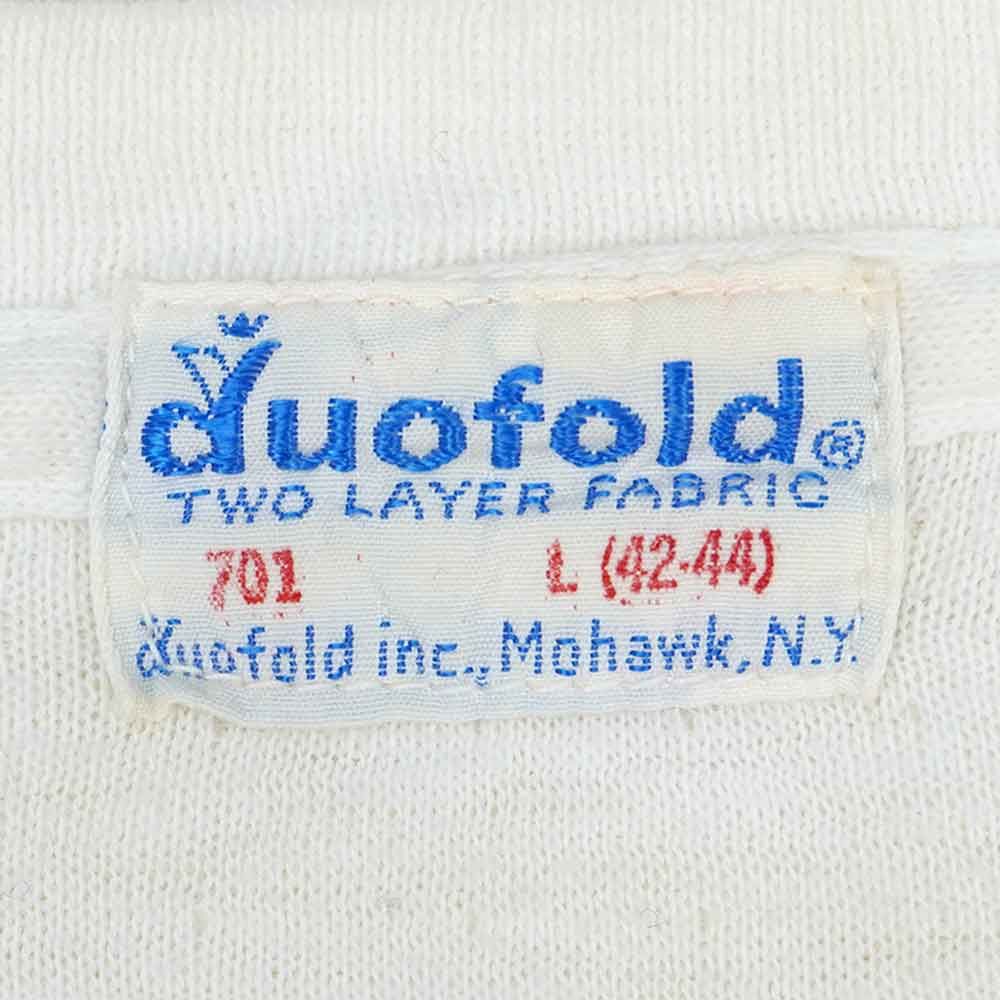 duofold®
TWO LAYER FABRIC
701 L (42-44)
duofold inc., Mohawk, N.Y.